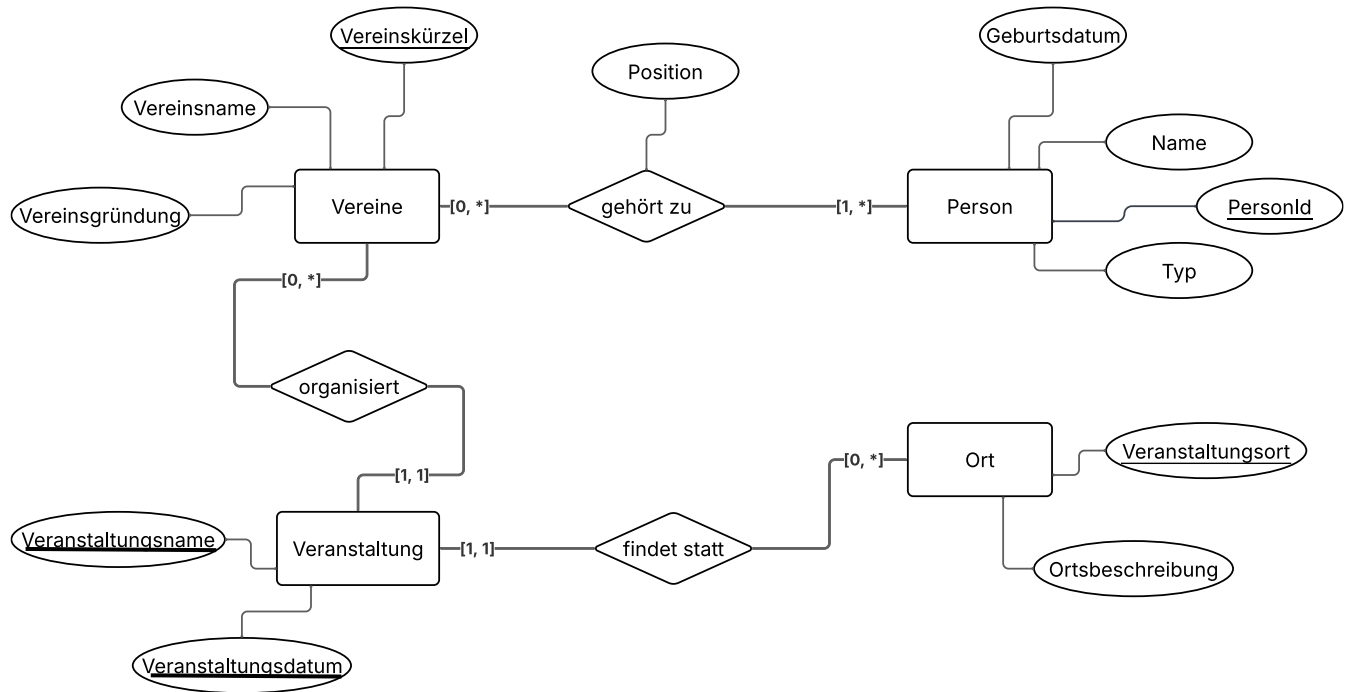 Vereinskürzel
Geburtsdatum
Position
Vereinsname
Name
Vereine
[0, *]
gehört zu
[1, *]
Person
PersonId
Vereinsgründung
Typ
[0, *]
organisiert
[1, 1]
[0, *]
Ort
Veranstaltungsort
Veranstaltungsname
Veranstaltung
[1, 1]
findet statt
Ortsbeschreibung
Veranstaltungsdatum